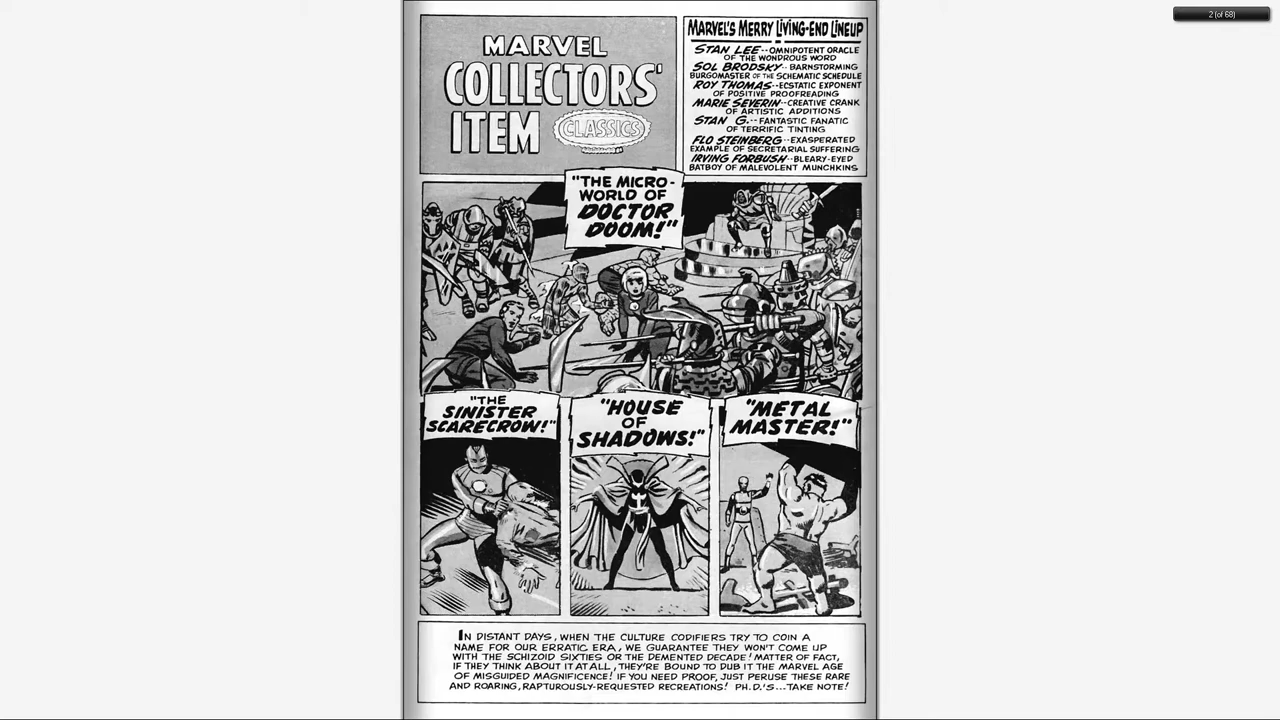 2 (of 68)
MARVEL
COLLECTORS'
ITEM
CLASSICS
MARVEL'S MERRY LIVING-END LINEUP
STAN LEE--OMNIPOTENT ORACLE
OF THE WONDROUS WORD
SOL BRODSKY--BARNSTORMING
BURGOMASTER OF THE SCHEMATIC SCHEDULE
ROY THOMAS--ECSTATIC EXPONENT
OF POSITIVE PROOFREADING
MARIE SEVERIN--CREATIVE CRANK
OF ARTISTIC ADDITIONS
STAN G.--FANTASTIC FANATIC
OF TERRIFIC TINTING
FLO STEINBERG--EXASPERATED
EXAMPLE OF SECRETARIAL SUFFERING
IRVING FORBUSH--BLEARY-EYED
BATBOY OF MALEVOLENT MUNCHKINS
"THE MICRO-
WORLD OF
DOCTOR
DOOM!"
"THE
SINISTER
SCARECROW!"
"HOUSE
OF
SHADOWS!"
"METAL
MASTER!"
IN DISTANT DAYS, WHEN THE CULTURE CODIFIERS TRY TO COIN A
NAME FOR OUR ERRATIC ERA, WE GUARANTEE THEY WON'T COME UP
WITH THE SCHIZOID SIXTIES OR THE DEMENTED DECADE! MATTER OF FACT,
IF THEY THINK ABOUT IT AT ALL, THEY'RE BOUND TO DUB IT THE MARVEL AGE
OF MISGUIDED MAGNIFICENCE! IF YOU NEED PROOF, JUST PERUSE THESE RARE
AND ROARING, RAPTUROUSLY-REQUESTED RECREATIONS! PH.D.'S...TAKE NOTE!